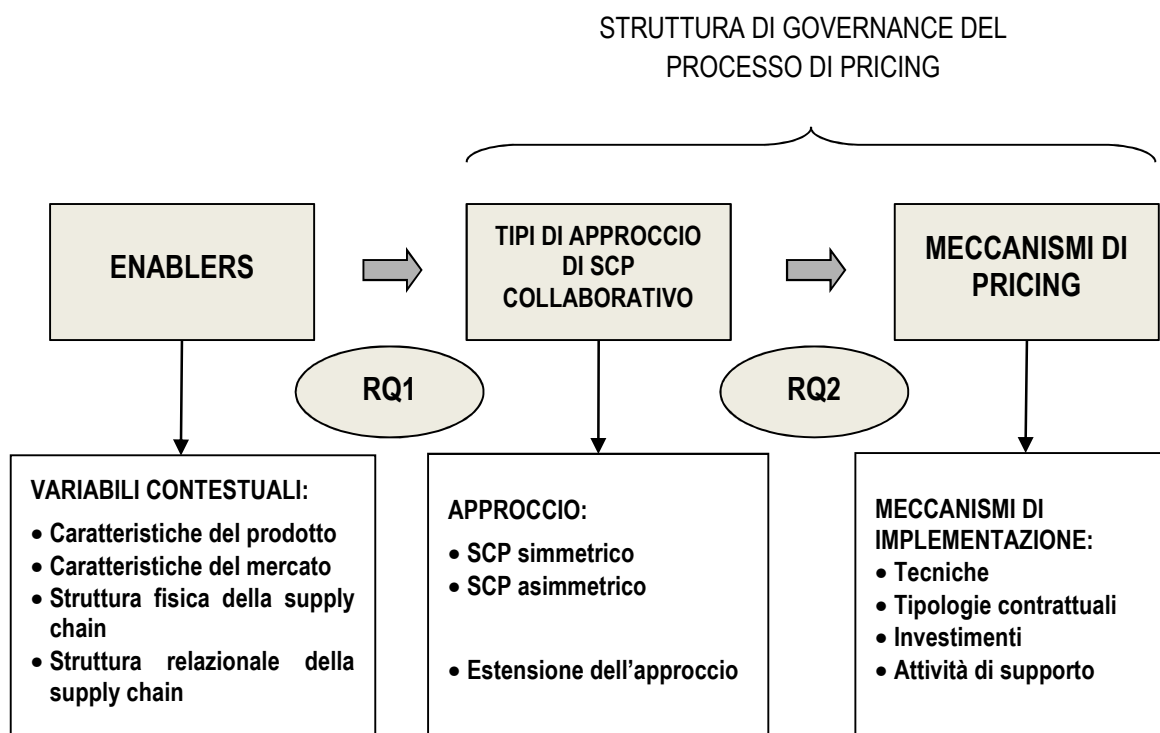 STRUTTURA DI GOVERNANCE DEL
PROCESSO DI PRICING
ENABLERS
TIPI DI APPROCCIO
DI SCP
COLLABORATIVO
MECCANISMI DI
PRICING
RQ1
RQ2
VARIABILI CONTESTUALI:
• Caratteristiche del prodotto
• Caratteristiche del mercato
• Struttura fisica della supply
chain
• Struttura relazionale della
supply chain
APPROCCIO:
• SCP simmetrico
• SCP asimmetrico
• Estensione dell’approccio
MECCANISMI DI
IMPLEMENTAZIONE:
• Tecniche
• Tipologie contrattuali
• Investimenti
• Attività di supporto